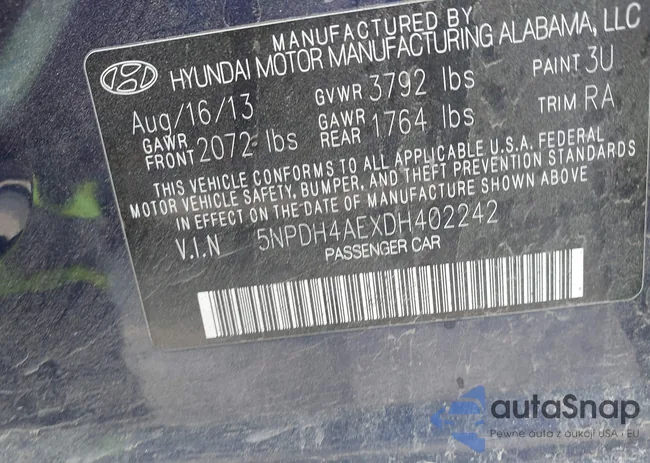 MANUFACTURED BY
HYUNDAI MOTOR MANUFACTURING ALABAMA, LLC
Aug/16/13 GVWR 3792 lbs PAINT 3U
GAWR FRONT 2072 lbs GAWR REAR 1764 lbs TRIM RA
THIS VEHICLE CONFORMS TO ALL APPLICABLE U.S.A. FEDERAL
MOTOR VEHICLE SAFETY, BUMPER, AND THEFT PREVENTION STANDARDS
IN EFFECT ON THE DATE OF MANUFACTURE SHOWN ABOVE
V.I.N 5NPDH4AEXDH402242
PASSENGER CAR
autaSnap
Pewne auta z aukcji USA i EU